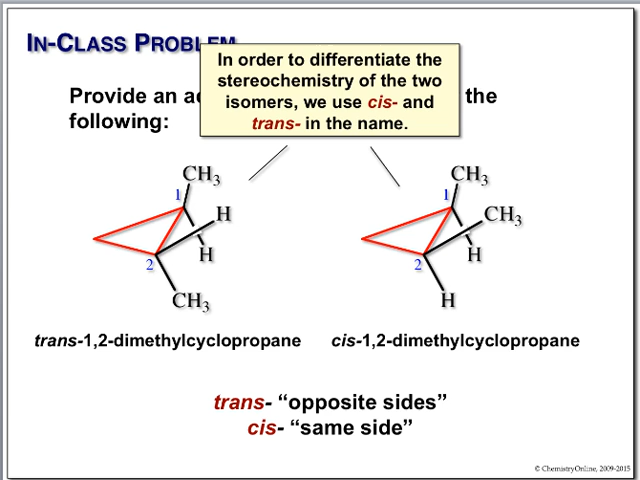 IN-CLASS PROBLEM
In order to differentiate the
stereochemistry of the two
isomers, we use cis- and
trans- in the name.
Provide an the
following:
CH3
1
H
H
2
CH3
CH3
1
CH3
H
2
H
trans-1,2-dimethylcyclopropane
cis-1,2-dimethylcyclopropane
trans- “opposite sides”
cis- “same side”
© ChemistryOnline, 2009-2015